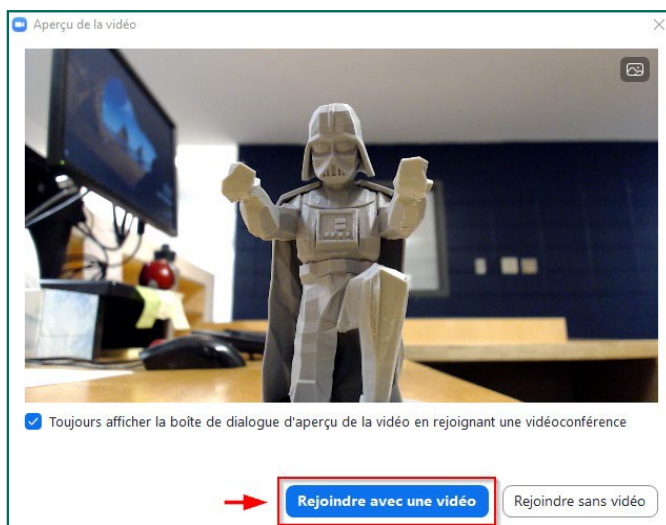 Aperçu de la vidéo
Toujours afficher la boîte de dialogue d'aperçu de la vidéo en rejoignant une vidéoconférence
Rejoindre avec une vidéo
Rejoindre sans vidéo